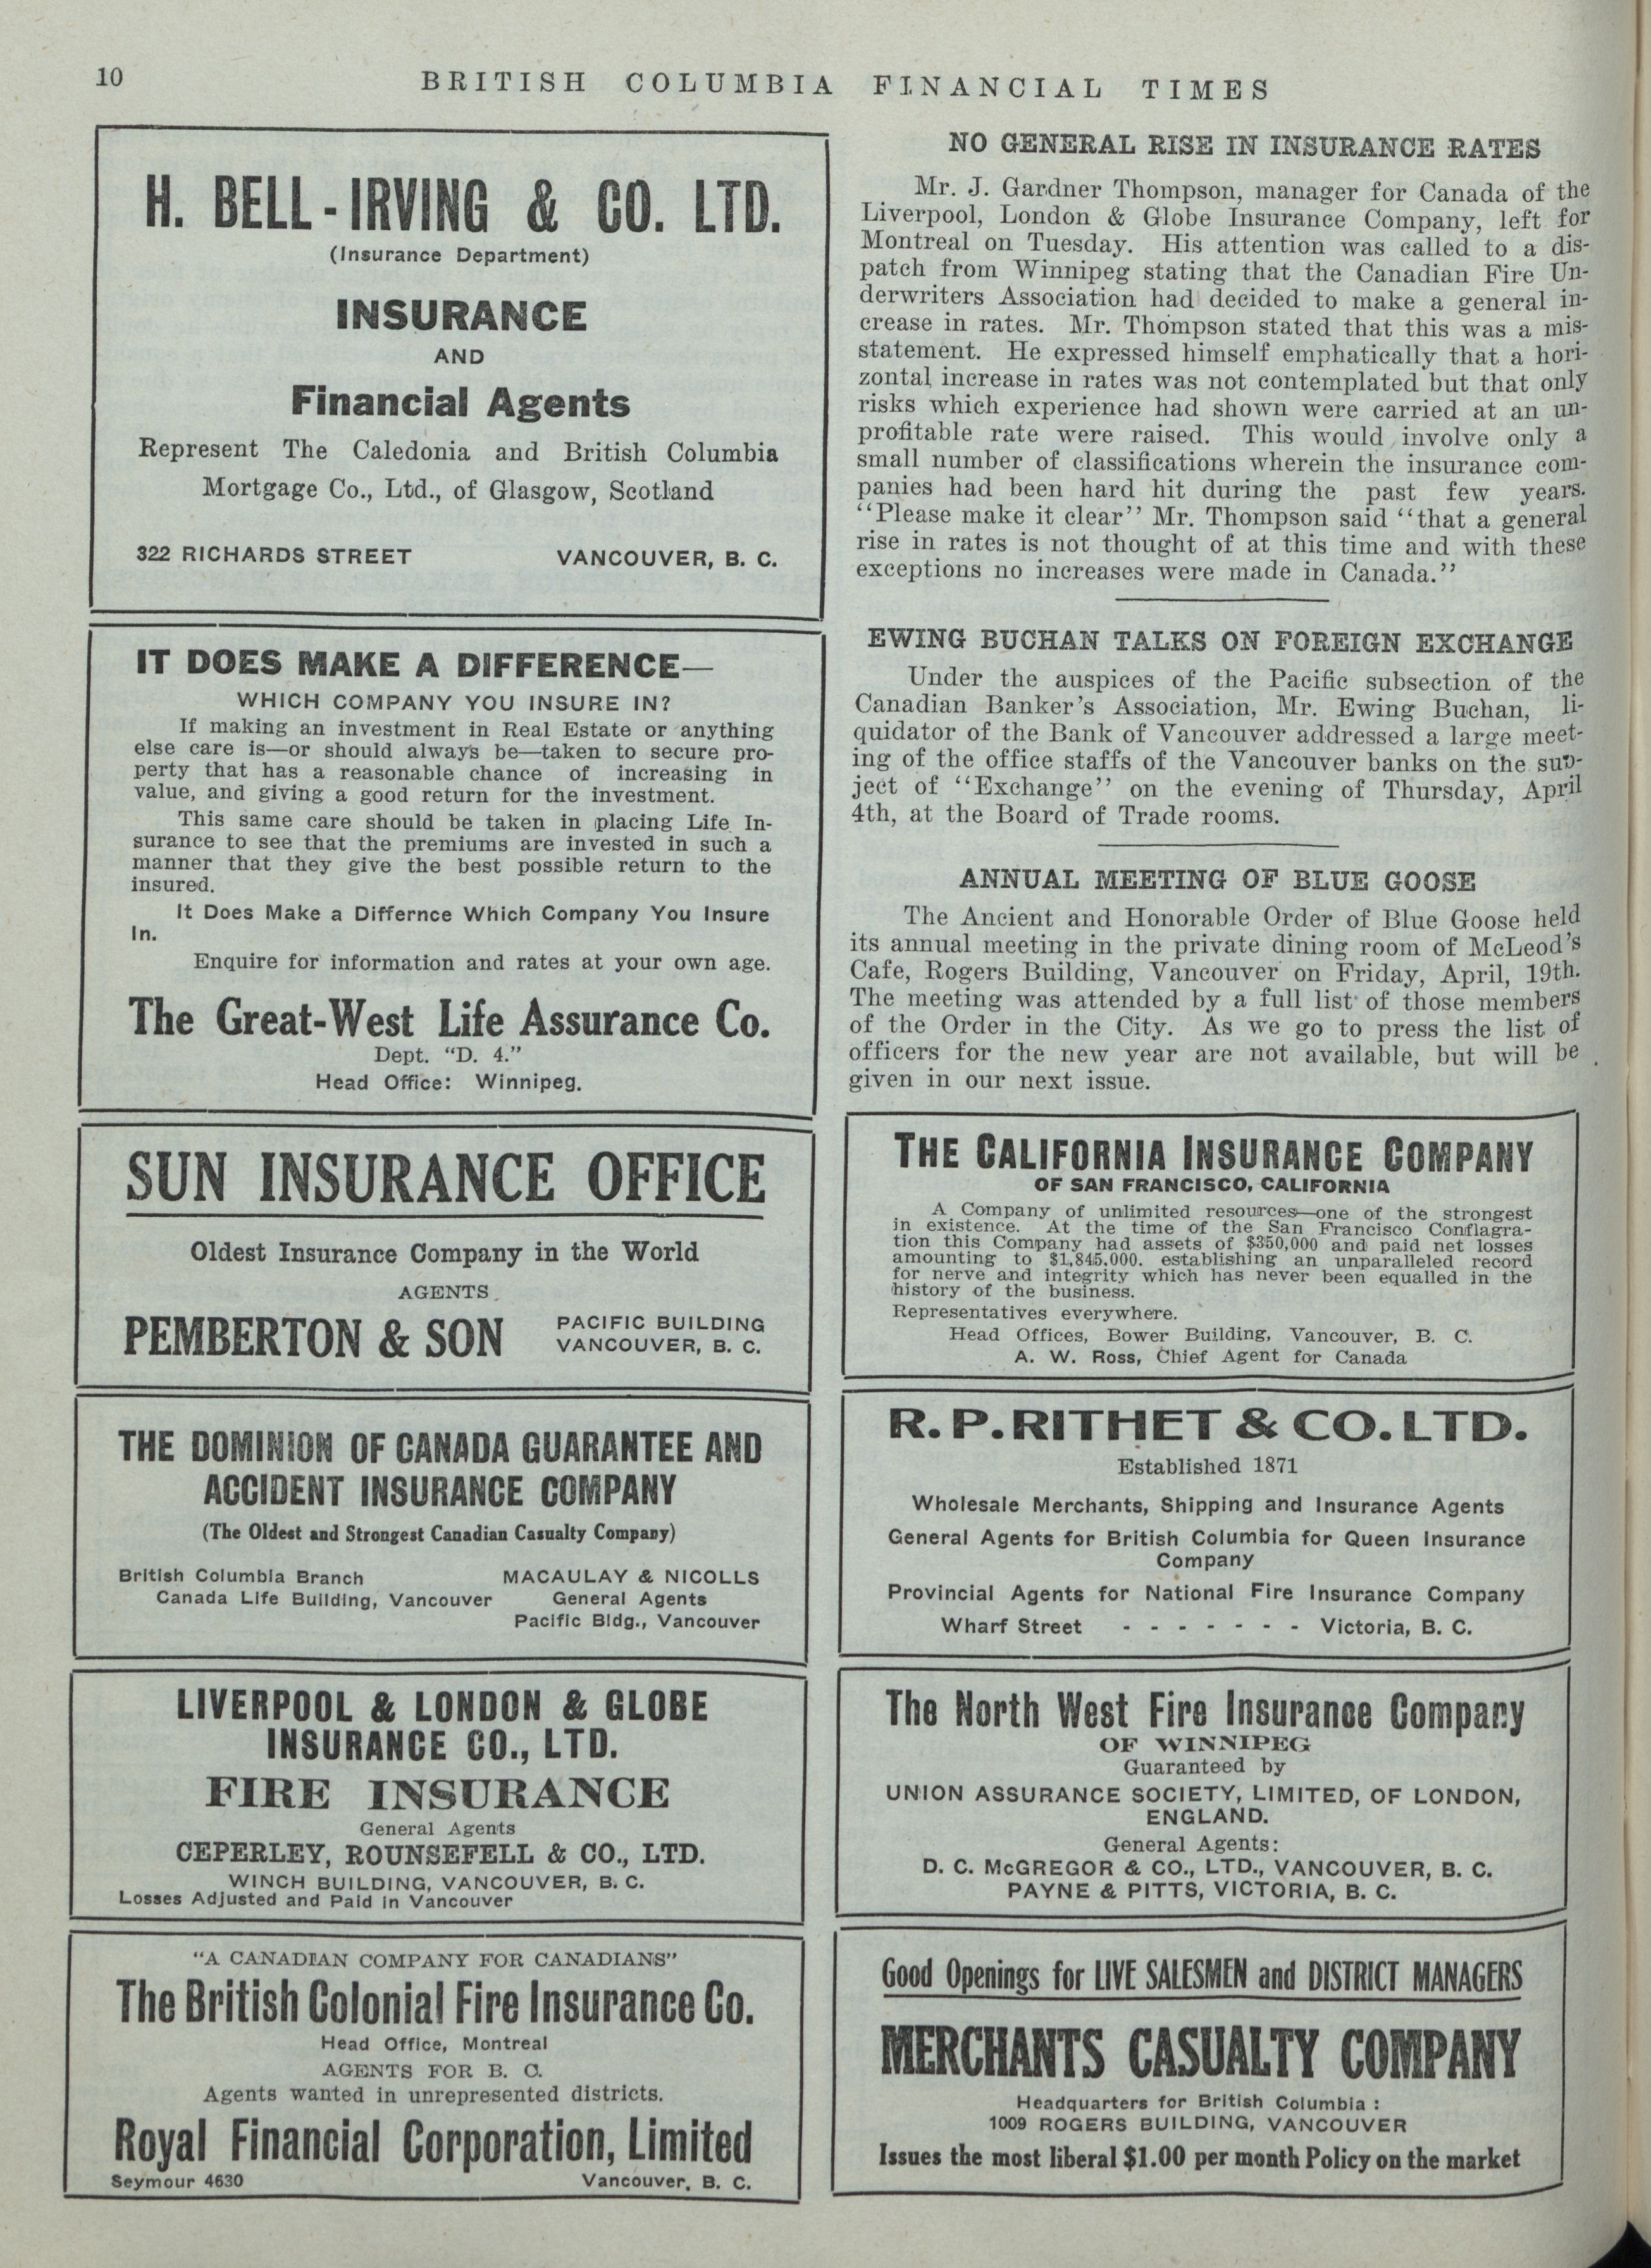 10
BRITISH COLUMBIA FINANCIAL TIMES
H. BELL-IRVING & CO. LTD.
(Insurance Department)
INSURANCE
AND
Financial Agents
Represent The Caledonia and British Columbia
Mortgage Co., Ltd., of Glasgow, Scotland
322 RICHARDS STREET VANCOUVER, B. C.
IT DOES MAKE A DIFFERENCE—
WHICH COMPANY YOU INSURE IN?
If making an investment in Real Estate or anything
else care is—or should always be—taken to secure pro-
perty that has a reasonable chance of increasing in
value, and giving a good return for the investment.
This same care should be taken in placing Life In-
surance to see that the premiums are invested in such a
manner that they give the best possible return to the
insured.
It Does Make a Differnce Which Company You Insure
In.
Enquire for information and rates at your own age.
The Great-West Life Assurance Co.
Dept. "D. 4."
Head Office: Winnipeg.
SUN INSURANCE OFFICE
Oldest Insurance Company in the World
AGENTS
PEMBERTON & SON
PACIFIC BUILDING
VANCOUVER, B. C.
THE DOMINION OF CANADA GUARANTEE AND
ACCIDENT INSURANCE COMPANY
(The Oldest and Strongest Canadian Casualty Company)
British Columbia Branch
Canada Life Building, Vancouver
MACAULAY & NICOLLS
General Agents
Pacific Bldg., Vancouver
LIVERPOOL & LONDON & GLOBE
INSURANCE CO., LTD.
FIRE INSURANCE
General Agents
CEPERLEY, ROUNSEFELL & CO., LTD.
WINCH BUILDING, VANCOUVER, B. C.
Losses Adjusted and Paid in Vancouver
"A CANADIAN COMPANY FOR CANADIANS"
The British Colonial Fire Insurance Co.
Head Office, Montreal
AGENTS FOR B. C.
Agents wanted in unrepresented districts.
Royal Financial Corporation, Limited
Seymour 4630 Vancouver, B. C.
NO GENERAL RISE IN INSURANCE RATES
Mr. J. Gardner Thompson, manager for Canada of the
Liverpool, London & Globe Insurance Company, left for
Montreal on Tuesday. His attention was called to a dis-
patch from Winnipeg stating that the Canadian Fire Un-
derwriters Association had decided to make a general in-
crease in rates. Mr. Thompson stated that this was a mis-
statement. He expressed himself emphatically that a hori-
zontal increase in rates was not contemplated but that only
risks which experience had shown were carried at an un-
profitable rate were raised. This would involve only a
small number of classifications wherein the insurance com-
panies had been hard hit during the past few years.
"Please make it clear" Mr. Thompson said "that a general
rise in rates is not thought of at this time and with these
exceptions no increases were made in Canada."
EWING BUCHAN TALKS ON FOREIGN EXCHANGE
Under the auspices of the Pacific subsection of the
Canadian Banker's Association, Mr. Ewing Buchan, li-
quidator of the Bank of Vancouver addressed a large meet-
ing of the office staffs of the Vancouver banks on the sub-
ject of "Exchange" on the evening of Thursday, April
4th, at the Board of Trade rooms.
ANNUAL MEETING OF BLUE GOOSE
The Ancient and Honorable Order of Blue Goose held
its annual meeting in the private dining room of McLeod's
Cafe, Rogers Building, Vancouver on Friday, April, 19th.
The meeting was attended by a full list of those members
of the Order in the City. As we go to press the list of
officers for the new year are not available, but will be
given in our next issue.
THE CALIFORNIA INSURANCE COMPANY
OF SAN FRANCISCO, CALIFORNIA
A Company of unlimited resources—one of the strongest
in existence. At the time of the San Francisco Conflagra-
tion this Company had assets of $350,000 and paid net losses
amounting to $1,845,000. establishing an unparalleled record
for nerve and integrity which has never been equalled in the
history of the business.
Representatives everywhere.
Head Offices, Bower Building, Vancouver, B. C.
A. W. Ross, Chief Agent for Canada
R. P. RITHET & CO. LTD.
Established 1871
Wholesale Merchants, Shipping and Insurance Agents
General Agents for British Columbia for Queen Insurance
Company
Provincial Agents for National Fire Insurance Company
Wharf Street - - - - - - - Victoria, B. C.
The North West Fire Insurance Company
OF WINNIPEG
Guaranteed by
UNION ASSURANCE SOCIETY, LIMITED, OF LONDON,
ENGLAND.
General Agents:
D. C. McGREGOR & CO., LTD., VANCOUVER, B. C.
PAYNE & PITTS, VICTORIA, B. C.
Good Openings for LIVE SALESMEN and DISTRICT MANAGERS
MERCHANTS CASUALTY COMPANY
Headquarters for British Columbia :
1009 ROGERS BUILDING, VANCOUVER
Issues the most liberal $1.00 per month Policy on the market